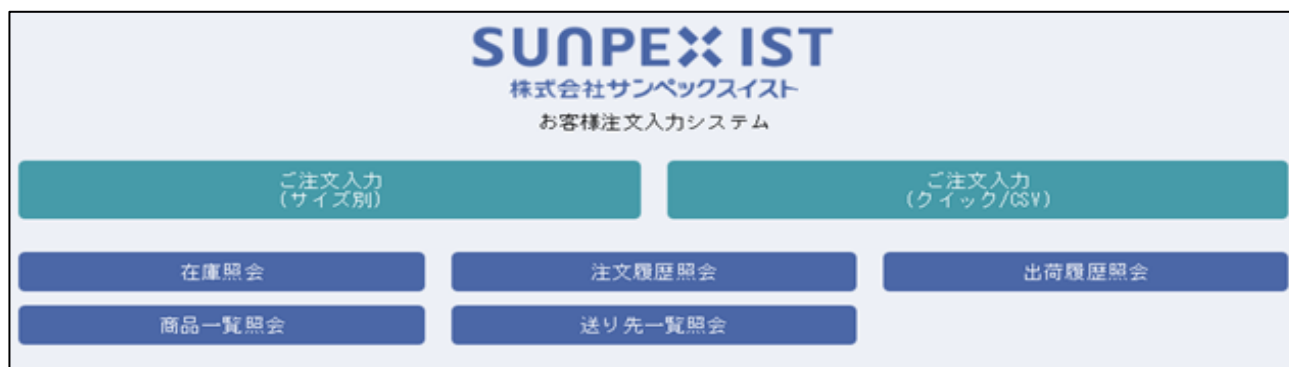 SUNPEX IST
株式会社サンペックスイスト
お客様注文入力システム
ご注文入力
(サイズ別)
ご注文入力
(クイック/CSV)
在庫照会
注文履歴照会
出荷履歴照会
商品一覧照会
送り先一覧照会